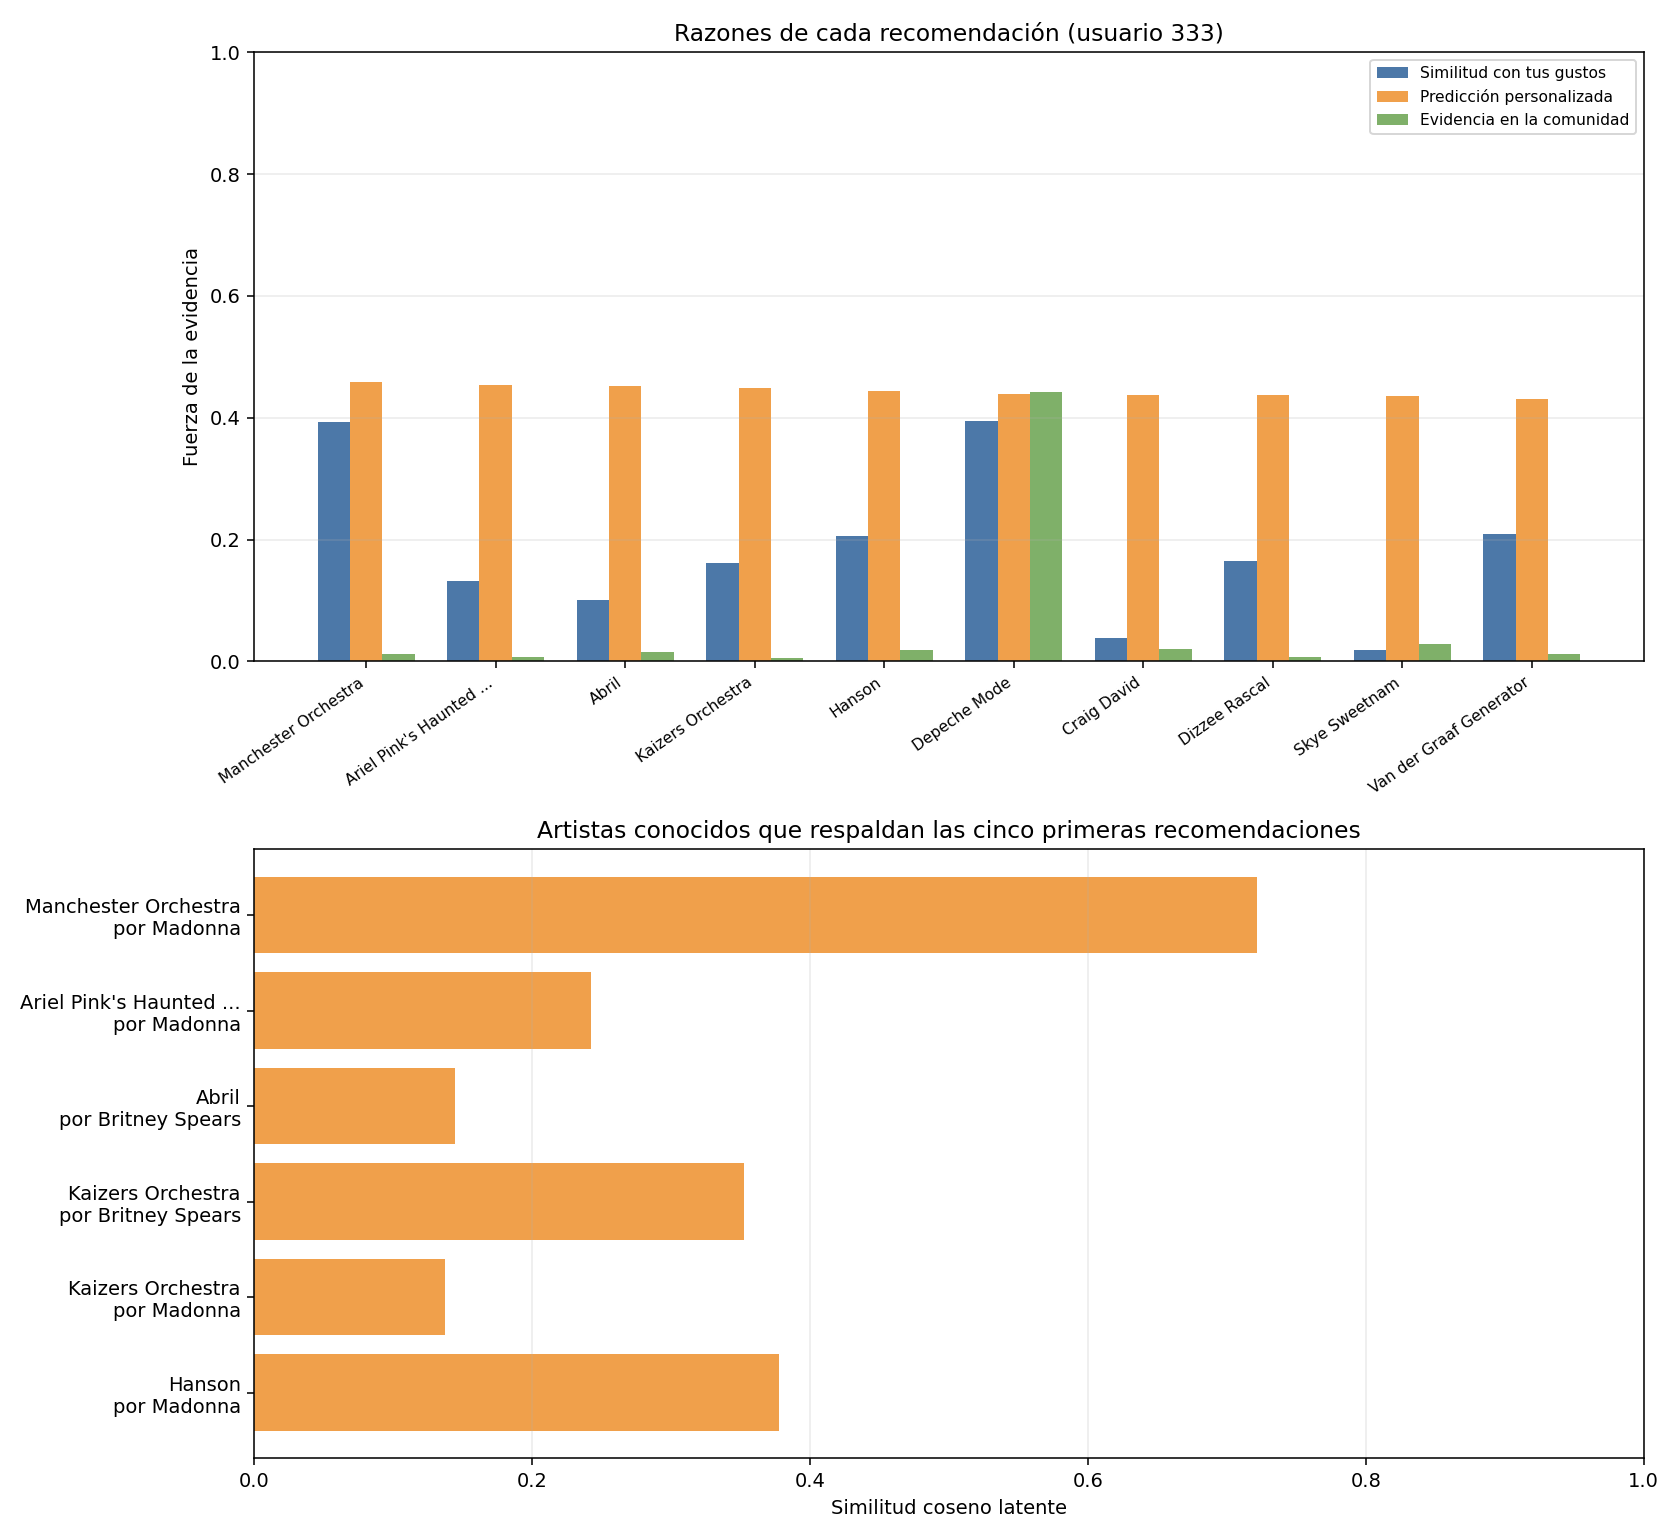 Razones de cada recomendación (usuario 333)
1.0
0.8
0.6
0.4
0.2
0.0
Fuerza de la evidencia
Similitud con tus gustos
Predicción personalizada
Evidencia en la comunidad
Manchester Orchestra
Ariel Pink's Haunted ...
Abril
Kaizers Orchestra
Hanson
Depeche Mode
Craig David
Dizzee Rascal
Skye Sweetnam
Van der Graaf Generator
Artistas conocidos que respaldan las cinco primeras recomendaciones
Manchester Orchestra
por Madonna
Ariel Pink's Haunted ...
por Madonna
Abril
por Britney Spears
Kaizers Orchestra
por Britney Spears
Kaizers Orchestra
por Madonna
Hanson
por Madonna
0.0
0.2
0.4
0.6
0.8
1.0
Similitud coseno latente